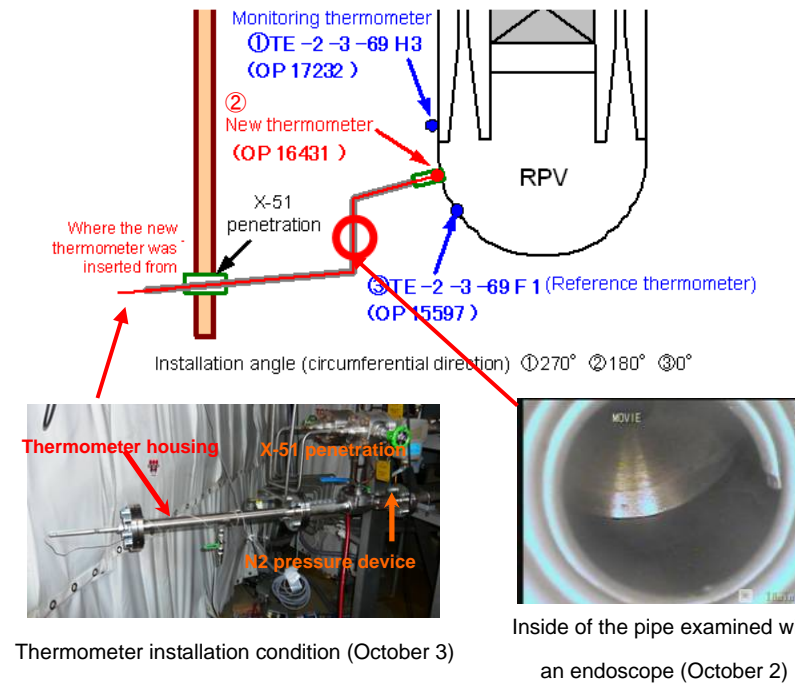 Monitoring thermometer
①TE-2-3-69 H3
(OP 17232)
②
New thermometer
(OP 16431)
RPV
X-51
penetration
Where the new
thermometer was
inserted from
③TE-2-3-69 F1 (Reference thermometer)
(OP 15597)
Installation angle (circumferential direction) ①270° ②180° ③0°
Thermometer housing
X-51 penetration
N2 pressure device
MOVIE
Thermometer installation condition (October 3)
Inside of the pipe examined w
an endoscope (October 2)